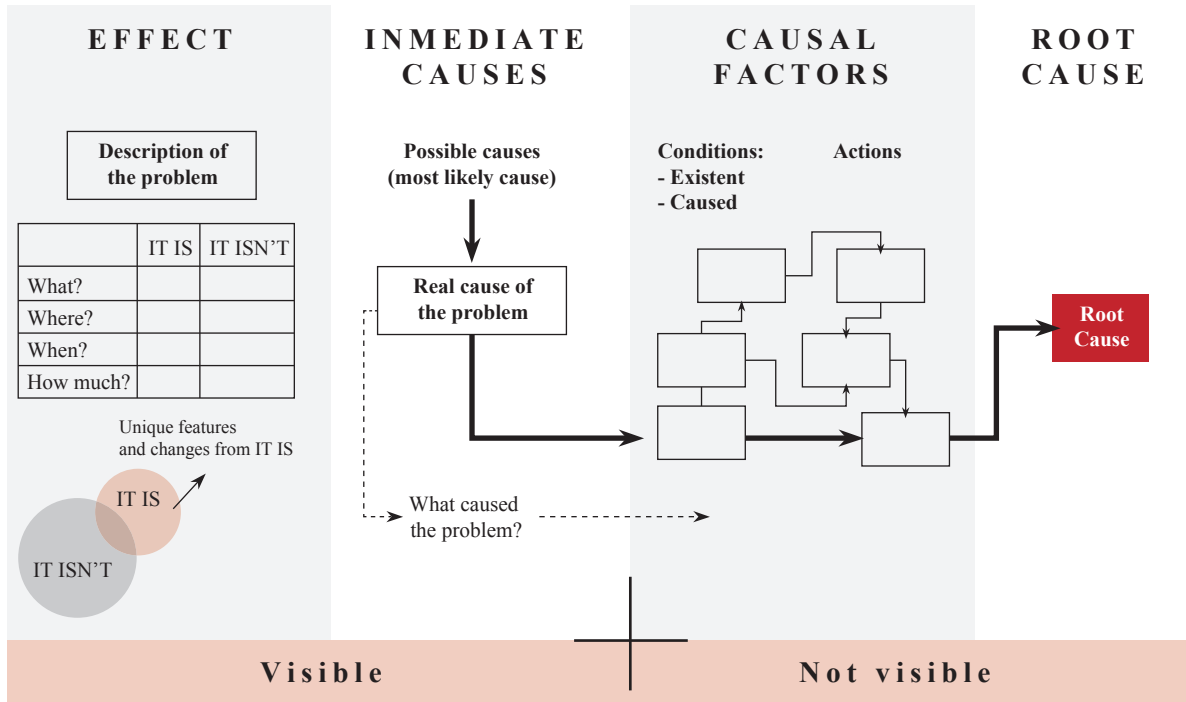 EFFECT
INMEDIATE
CAUSES
CAUSAL
FACTORS
ROOT
CAUSE
Description of
the problem
IT IS IT ISN’T
What?
Where?
When?
How much?
Unique features
and changes from IT IS
IT IS
IT ISN’T
Possible causes
(most likely cause)
Real cause of
the problem
What caused
the problem?
Conditions:
- Existent
- Caused
Actions
Root
Cause
Visible
Not visible